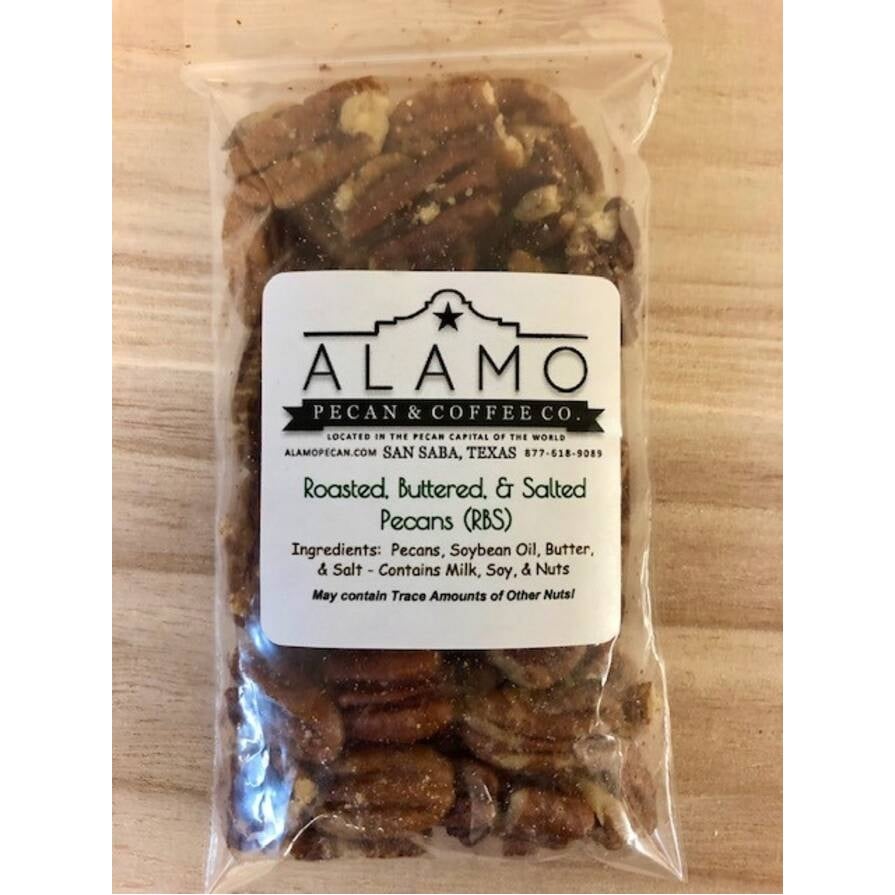 ALAMO
PECAN & COFFEE CO.
LOCATED IN THE PECAN CAPITAL OF THE WORLD
ALAMOPECAN.COM SAN SABA, TEXAS 877-618-9089
Roasted, Buttered, & Salted
Pecans (RBS)
Ingredients: Pecans, Soybean Oil, Butter,
& Salt - Contains Milk, Soy, & Nuts
May contain Trace Amounts of Other Nuts!